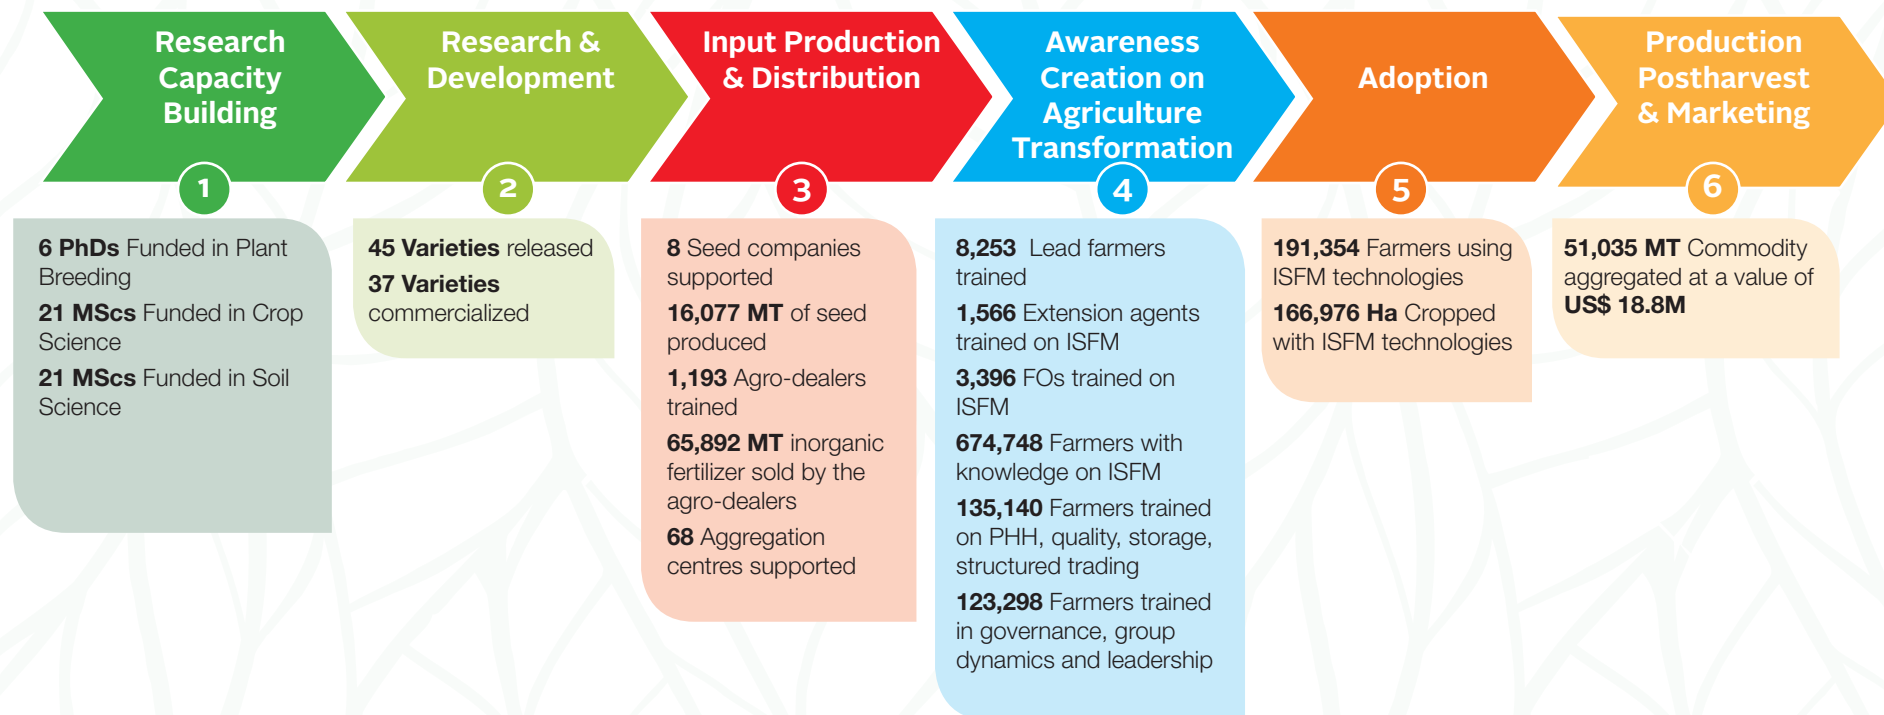 Research
Capacity
Building
1
6 PhDs Funded in Plant
Breeding
21 MScs Funded in Crop
Science
21 MScs Funded in Soil
Science
Research &
Development
2
45 Varieties released
37 Varieties
commercialized
Input Production
& Distribution
3
8 Seed companies
supported
16,077 MT of seed
produced
1,193 Agro-dealers
trained
65,892 MT inorganic
fertilizer sold by the
agro-dealers
68 Aggregation
centres supported
Awareness
Creation on
Agriculture
Transformation
4
8,253 Lead farmers
trained
1,566 Extension agents
trained on ISFM
3,396 FOs trained on
ISFM
674,748 Farmers with
knowledge on ISFM
135,140 Farmers trained
on PHH, quality, storage,
structured trading
123,298 Farmers trained
in governance, group
dynamics and leadership
Adoption
5
191,354 Farmers using
ISFM technologies
166,976 Ha Cropped
with ISFM technologies
Production
Postharvest
& Marketing
6
51,035 MT Commodity
aggregated at a value of
US$ 18.8M